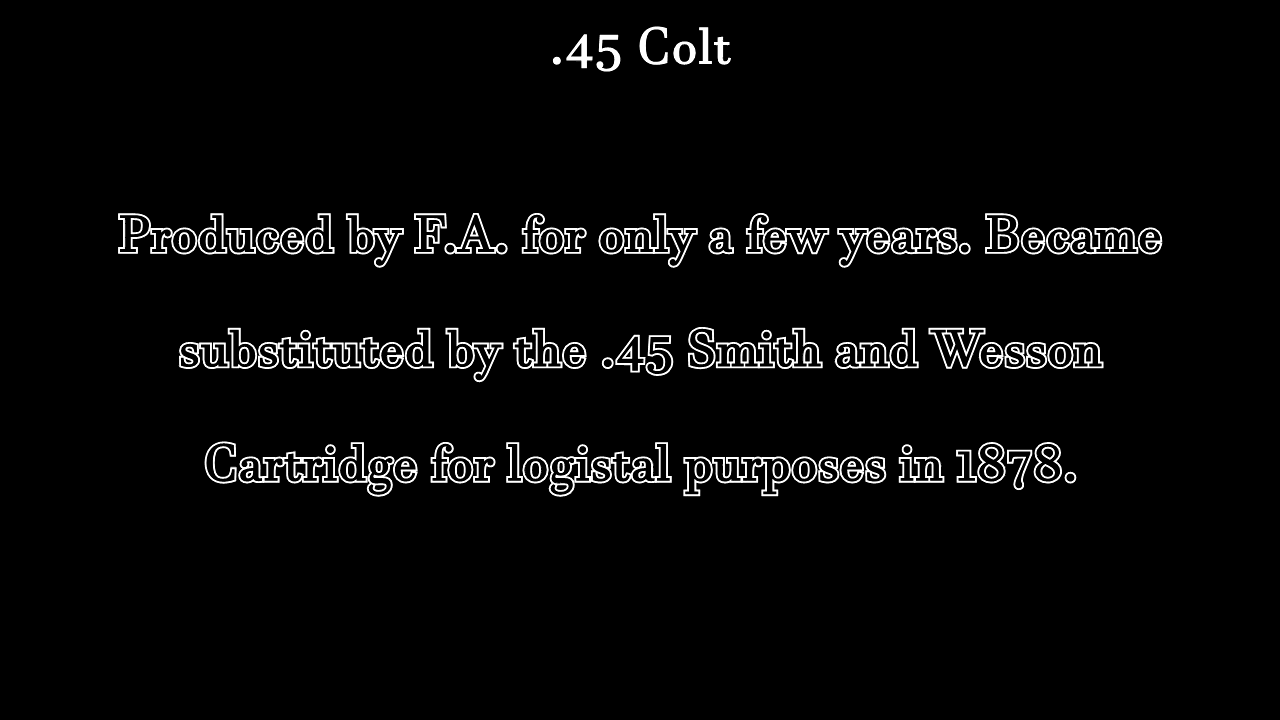 .45 Colt
Produced by F.A. for only a few years. Became
substituted by the .45 Smith and Wesson
Cartridge for logistal purposes in 1878.